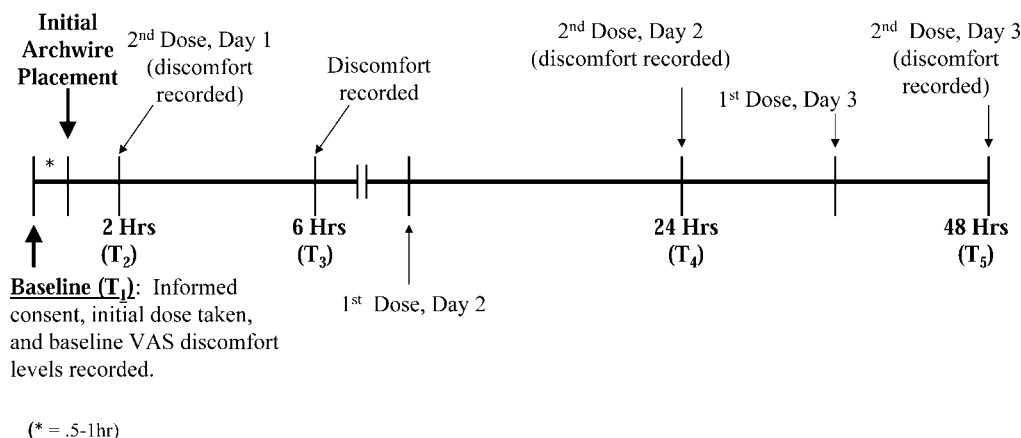 Initial
Archwire
Placement
2nd Dose, Day 1
(discomfort
recorded)
Discomfort
recorded
2nd Dose, Day 2
(discomfort recorded)
1st Dose, Day 3
2nd Dose, Day 3
(discomfort
recorded)
*
2 Hrs
(T2)
6 Hrs
(T3)
24 Hrs
(T4)
48 Hrs
(T5)
1st Dose, Day 2
Baseline (T1): Informed
consent, initial dose taken,
and baseline VAS discomfort
levels recorded.
(* = .5-1hr)